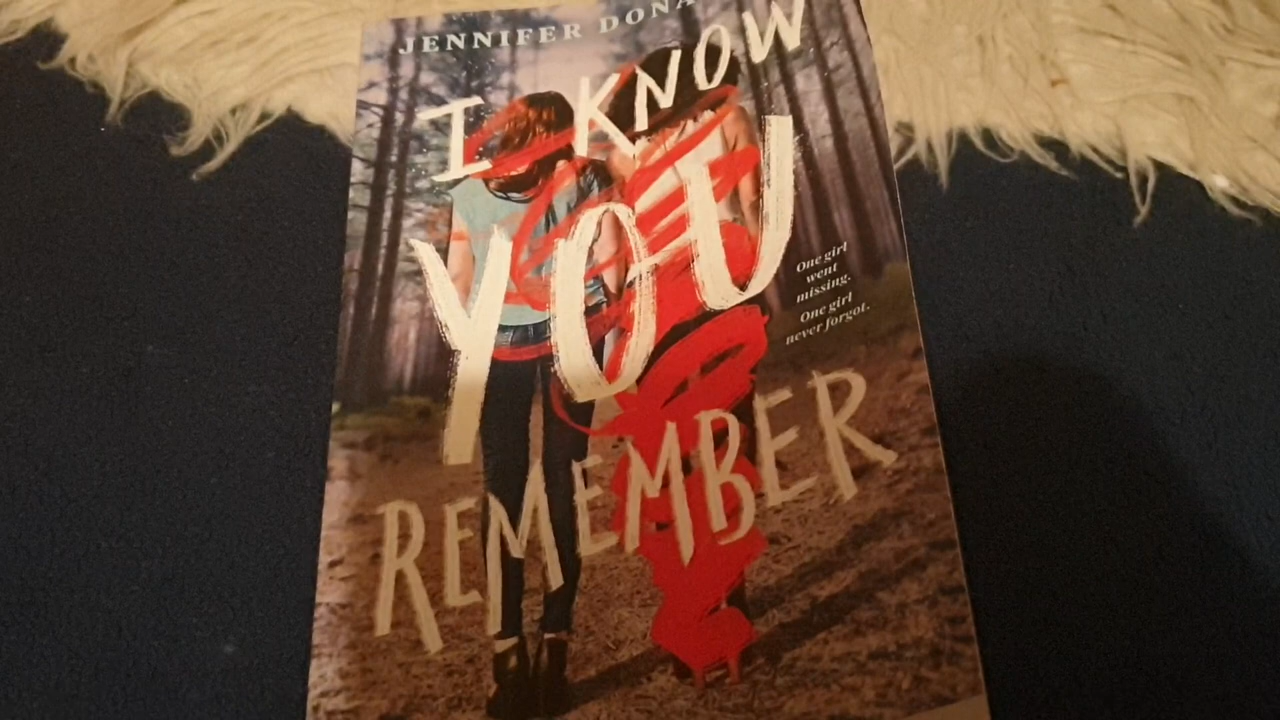 JENNIFER DONA
I KNOW
YOU
REMEMBER
One girl
went
missing.
One girl
never forgot.